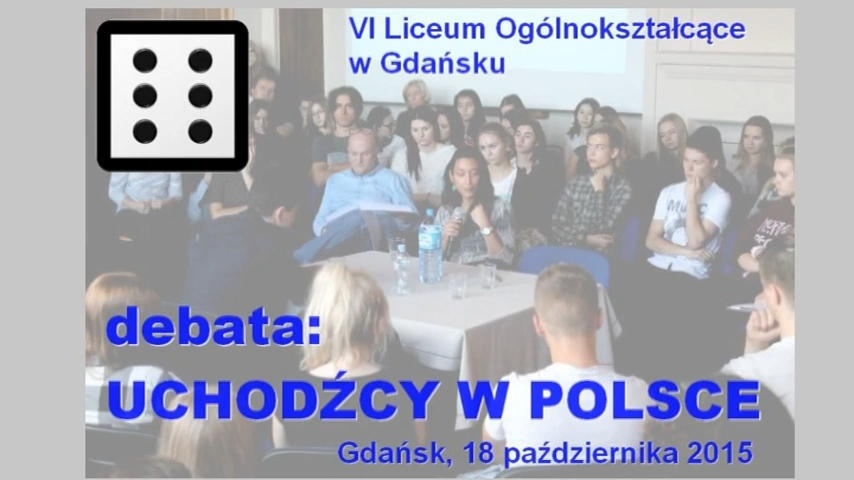 VI Liceum Ogólnokształcące
w Gdańsku
debata:
UCHODŹCY W POLSCE
Gdańsk, 18 października 2015